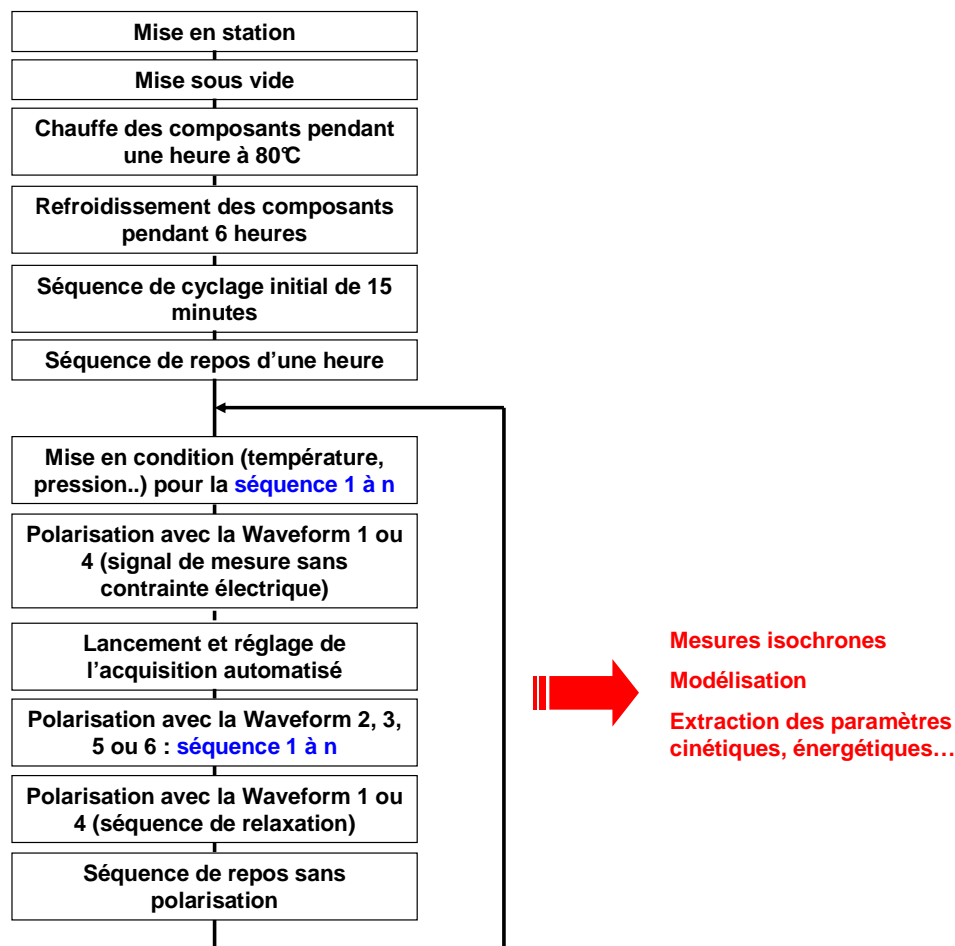 Mise en station
Mise sous vide
Chauffe des composants pendant
une heure à 80°C
Refroidissement des composants
pendant 6 heures
Séquence de cyclage initial de 15
minutes
Séquence de repos d’une heure
Mise en condition (température,
pression..) pour la séquence 1 à n
Polarisation avec la Waveform 1 ou
4 (signal de mesure sans
contrainte électrique)
Lancement et réglage de
l’acquisition automatisé
Polarisation avec la Waveform 2, 3,
5 ou 6 : séquence 1 à n
Polarisation avec la Waveform 1 ou
4 (séquence de relaxation)
Séquence de repos sans
polarisation
Mesures isochrones
Modélisation
Extraction des paramètres
cinétiques, énergétiques…